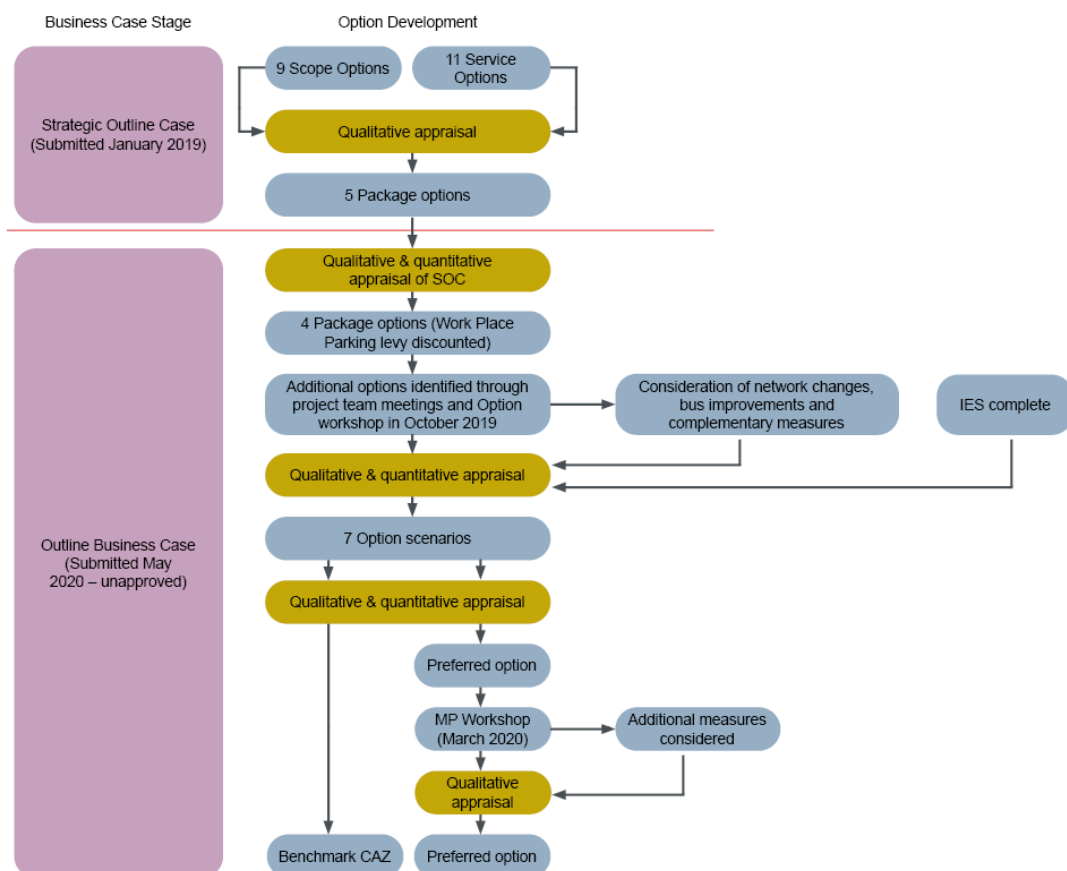 Business Case Stage
Option Development
9 Scope Options
11 Service
Options
Strategic Outline Case
(Submitted January 2019)
Qualitative appraisal
5 Package options
Qualitative & quantitative
appraisal of SOC
4 Package options (Work Place
Parking levy discounted)
Additional options identified through
project team meetings and Option
workshop in October 2019
Consideration of network changes,
bus improvements and
complementary measures
IES complete
Qualitative & quantitative appraisal
7 Option scenarios
Outline Business Case
(Submitted May
2020 – unapproved)
Qualitative & quantitative appraisal
Preferred option
MP Workshop
(March 2020)
Additional measures
considered
Qualitative
appraisal
Benchmark CAZ
Preferred option